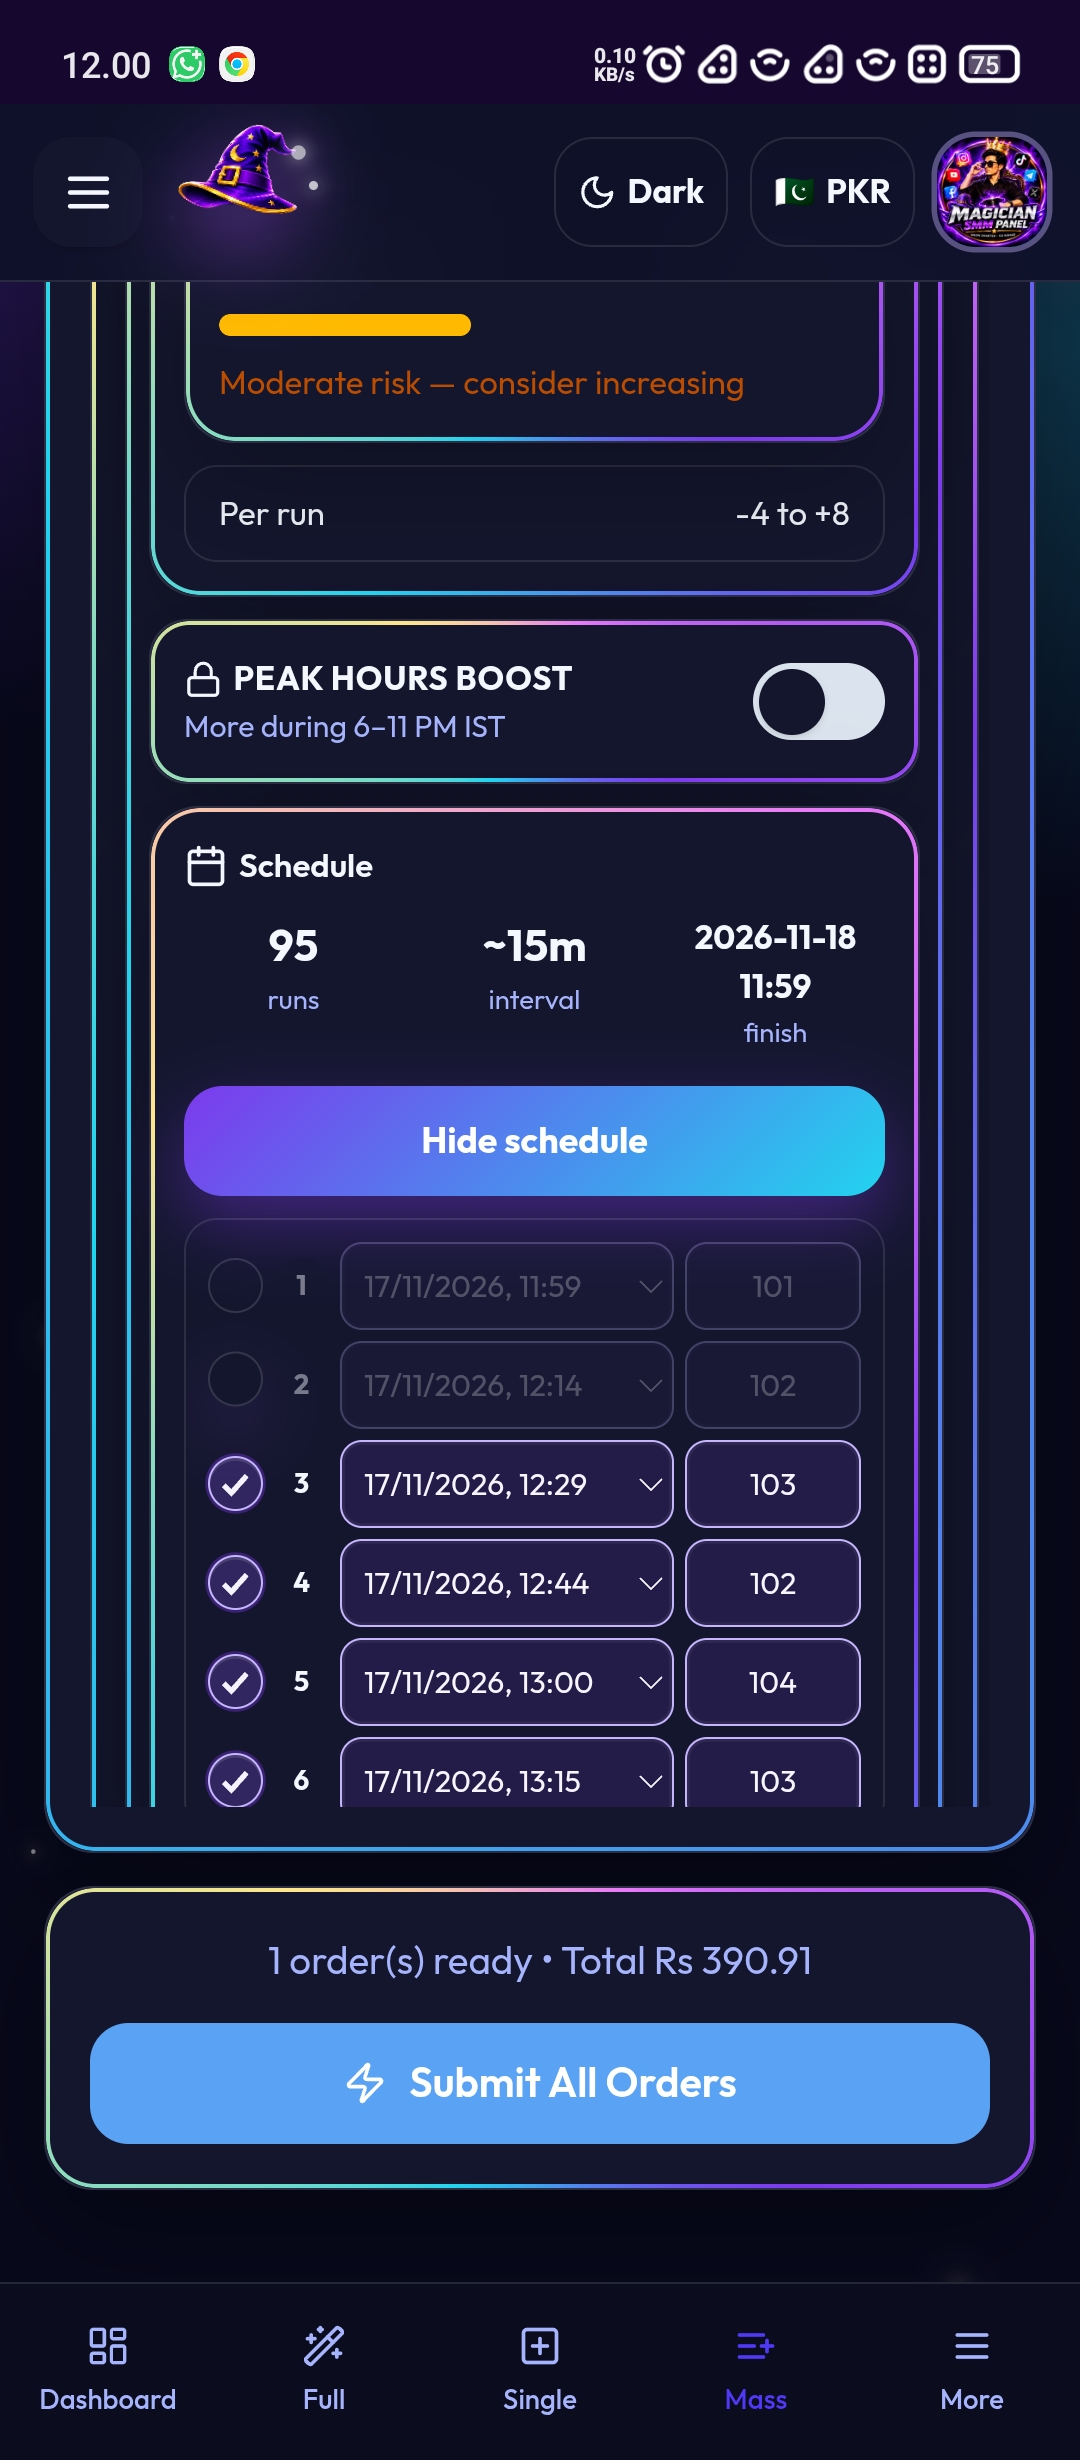 12.00
0.10
KB/s
75
Dark
PKR
MAGICIAN
SMM PANEL
Moderate risk — consider increasing
Per run
-4 to +8
PEAK HOURS BOOST
More during 6–11 PM IST
Schedule
95
runs
~15m
interval
2026-11-18
11:59
finish
Hide schedule
1 17/11/2026, 11:59 101
2 17/11/2026, 12:14 102
3 17/11/2026, 12:29 103
4 17/11/2026, 12:44 102
5 17/11/2026, 13:00 104
6 17/11/2026, 13:15 103
1 order(s) ready • Total Rs 390.91
Submit All Orders
Dashboard
Full
Single
Mass
More